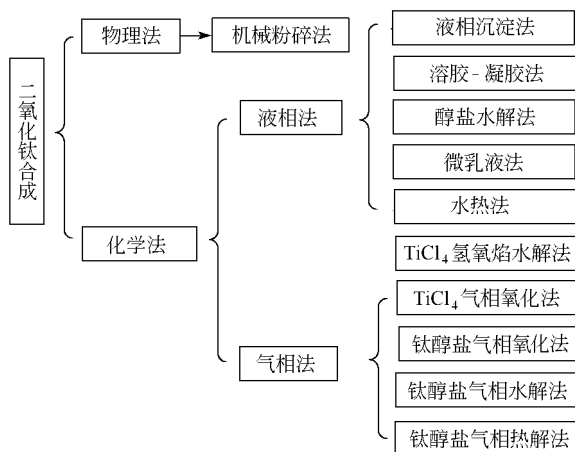 二氧化钛合成
物理法
机械粉碎法
化学法
液相法
液相沉淀法
溶胶-凝胶法
醇盐水解法
微乳液法
水热法
气相法
TiCl₄氢氧焰水解法
TiCl₄气相氧化法
钛醇盐气相氧化法
钛醇盐气相水解法
钛醇盐气相热解法